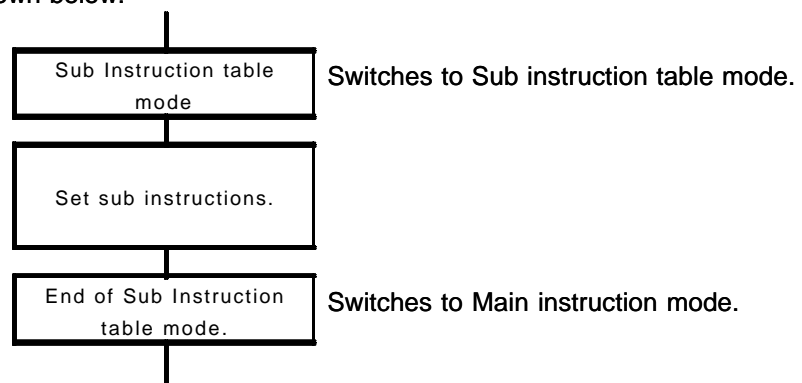 below.
Sub Instruction table
mode
Switches to Sub instruction table mode.
Set sub instructions.
End of Sub Instruction
table mode.
Switches to Main instruction mode.